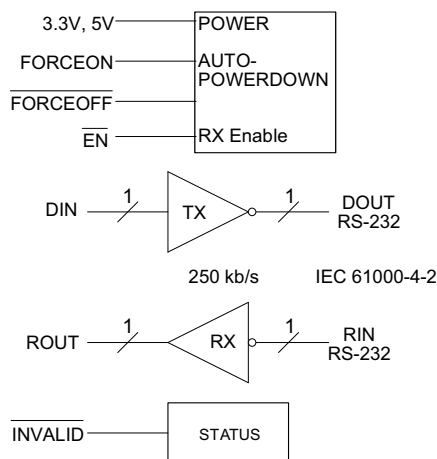 3.3V, 5V
POWER
FORCEON
AUTO-
POWERDOWN
FORCEOFF
EN
RX Enable
DIN
1
TX
1
DOUT
RS-232
250 kb/s
IEC 61000-4-2
ROUT
1
RX
1
RIN
RS-232
INVALID
STATUS